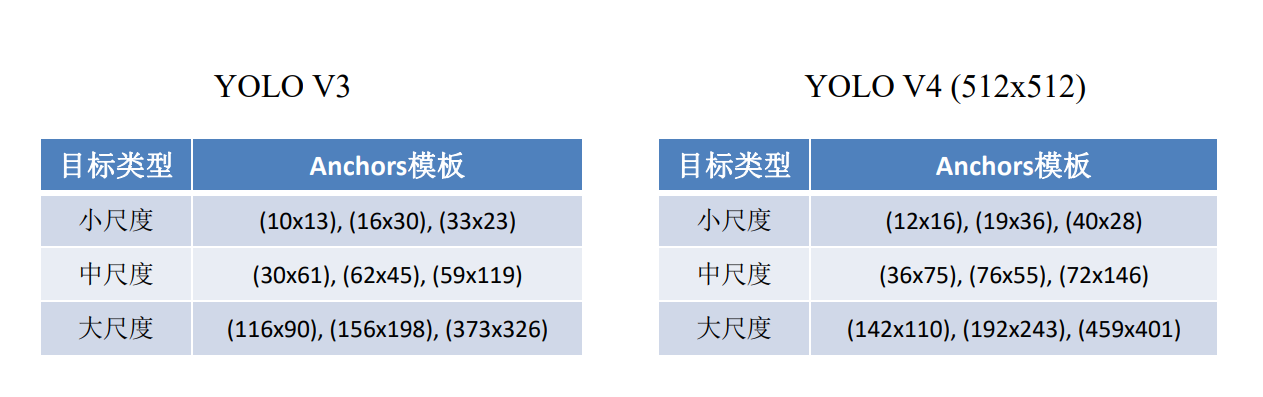 YOLO V3
目标类型 Anchors模板
小尺度 (10x13), (16x30), (33x23)
中尺度 (30x61), (62x45), (59x119)
大尺度 (116x90), (156x198), (373x326)
YOLO V4 (512x512)
目标类型 Anchors模板
小尺度 (12x16), (19x36), (40x28)
中尺度 (36x75), (76x55), (72x146)
大尺度 (142x110), (192x243), (459x401)